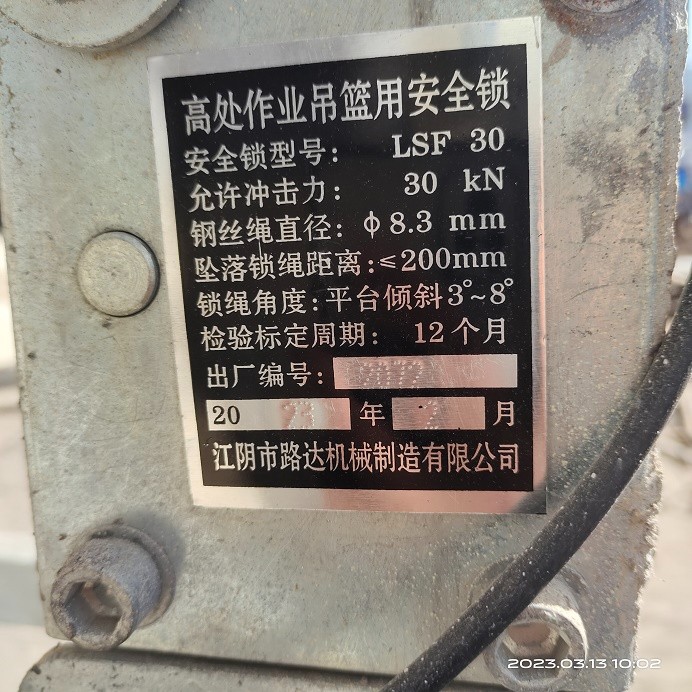 高处作业吊篮用安全锁
安全锁型号: LSF 30
允许冲击力: 30 kN
钢丝绳直径: ф8.3 mm
坠落锁绳距离:≤200mm
锁绳角度:平台倾斜3°~8°
检验标定周期: 12个月
出厂编号:
20 年 月
江阴市路达机械制造有限公司
2023.03.13 10:02